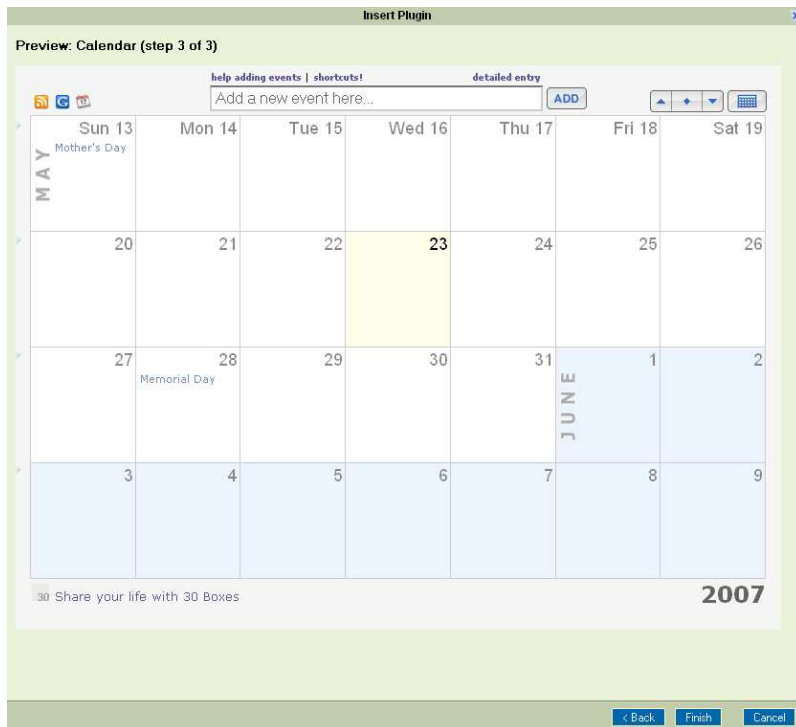 Insert Plugin
Preview: Calendar (step 3 of 3)
help adding events | shortcuts! detailed entry
Add a new event here... ADD
Sun 13 Mon 14 Tue 15 Wed 16 Thu 17 Fri 18 Sat 19
Mother's Day
MAY
20 21 22 23 24 25 26
27 28 29 30 31 1 2
Memorial Day
JUNE
3 4 5 6 7 8 9
30 Share your life with 30 Boxes 2007
< Back Finish Cancel